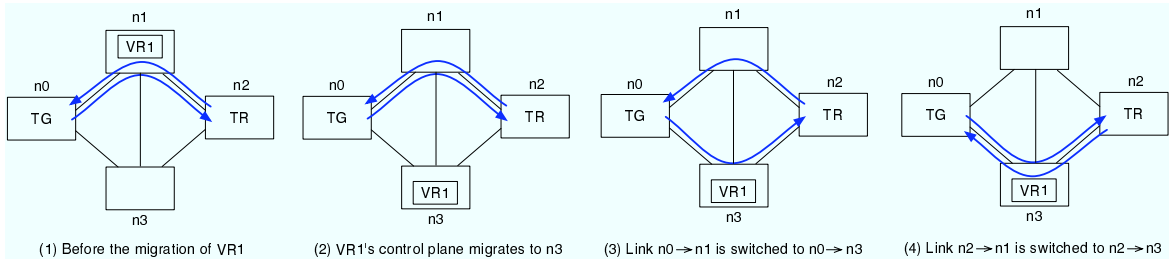 n1
VR1
n0
n2
TG
TR
n3
(1) Before the migration of VR1
n1
n0
n2
TG
TR
VR1
n3
(2) VR1's control plane migrates to n3
n1
n0
n2
TG
TR
VR1
n3
(3) Link n0→n1 is switched to n0→n3
n1
n0
n2
TG
TR
VR1
n3
(4) Link n2→n1 is switched to n2→n3